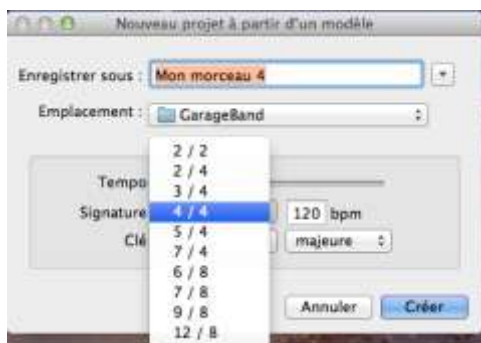 Nouveau projet à partir d'un modèle
Enregistrer sous : Mon morceau 4
Emplacement : GarageBand
2 / 2
2 / 4
Tempo
3 / 4
Signature 4 / 4 120 bpm
5 / 4
Clé majeure
7 / 4
6 / 8
7 / 8
9 / 8
Annuler Créer
12 / 8